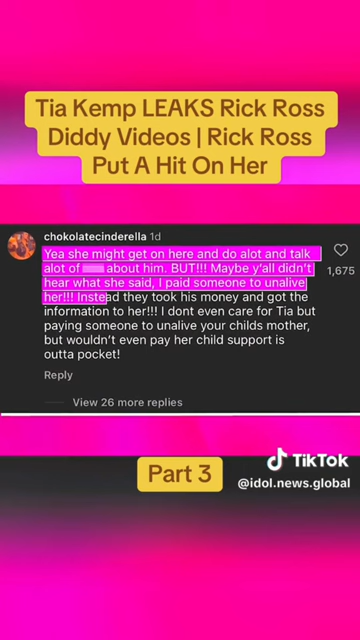 Tia Kemp LEAKS Rick Ross
Diddy Videos | Rick Ross
Put A Hit On Her
chokolatecinderella 1d
Yea she might get on here and do alot and talk
alot of about him. BUT!!! Maybe y'all didn't
hear what she said, I paid someone to unalive
her!!! Instead they took his money and got the
information to her!!! I dont even care for Tia but
paying someone to unalive your childs mother,
but wouldn't even pay her child support is
outta pocket!
1,675
Reply
View 26 more replies
Part 3
TikTok
@idol.news.global